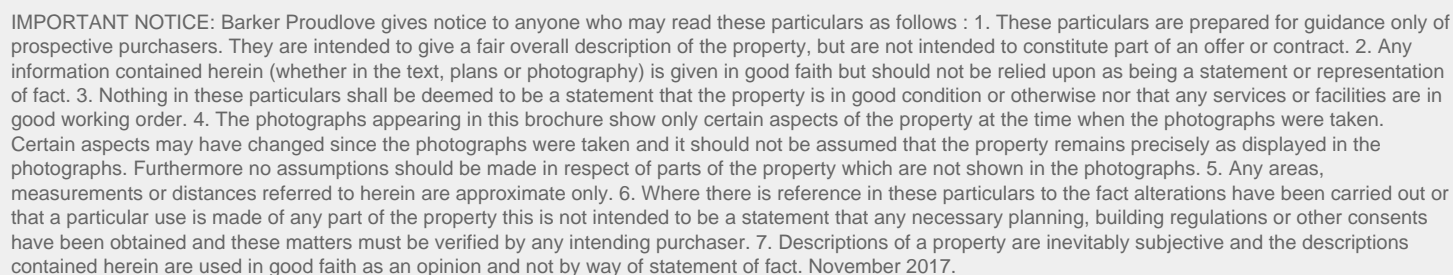 IMPORTANT NOTICE: Barker Proudlove gives notice to anyone who may read these particulars as follows : 1. These particulars are prepared for guidance only of
prospective purchasers. They are intended to give a fair overall description of the property, but are not intended to constitute part of an offer or contract. 2. Any
information contained herein (whether in the text, plans or photography) is given in good faith but should not be relied upon as being a statement or representation
of fact. 3. Nothing in these particulars shall be deemed to be a statement that the property is in good condition or otherwise nor that any services or facilities are in
good working order. 4. The photographs appearing in this brochure show only certain aspects of the property at the time when the photographs were taken.
Certain aspects may have changed since the photographs were taken and it should not be assumed that the property remains precisely as displayed in the
photographs. Furthermore no assumptions should be made in respect of parts of the property which are not shown in the photographs. 5. Any areas,
measurements or distances referred to herein are approximate only. 6. Where there is reference in these particulars to the fact alterations have been carried out or
that a particular use is made of any part of the property this is not intended to be a statement that any necessary planning, building regulations or other consents
have been obtained and these matters must be verified by any intending purchaser. 7. Descriptions of a property are inevitably subjective and the descriptions
contained herein are used in good faith as an opinion and not by way of statement of fact. November 2017.